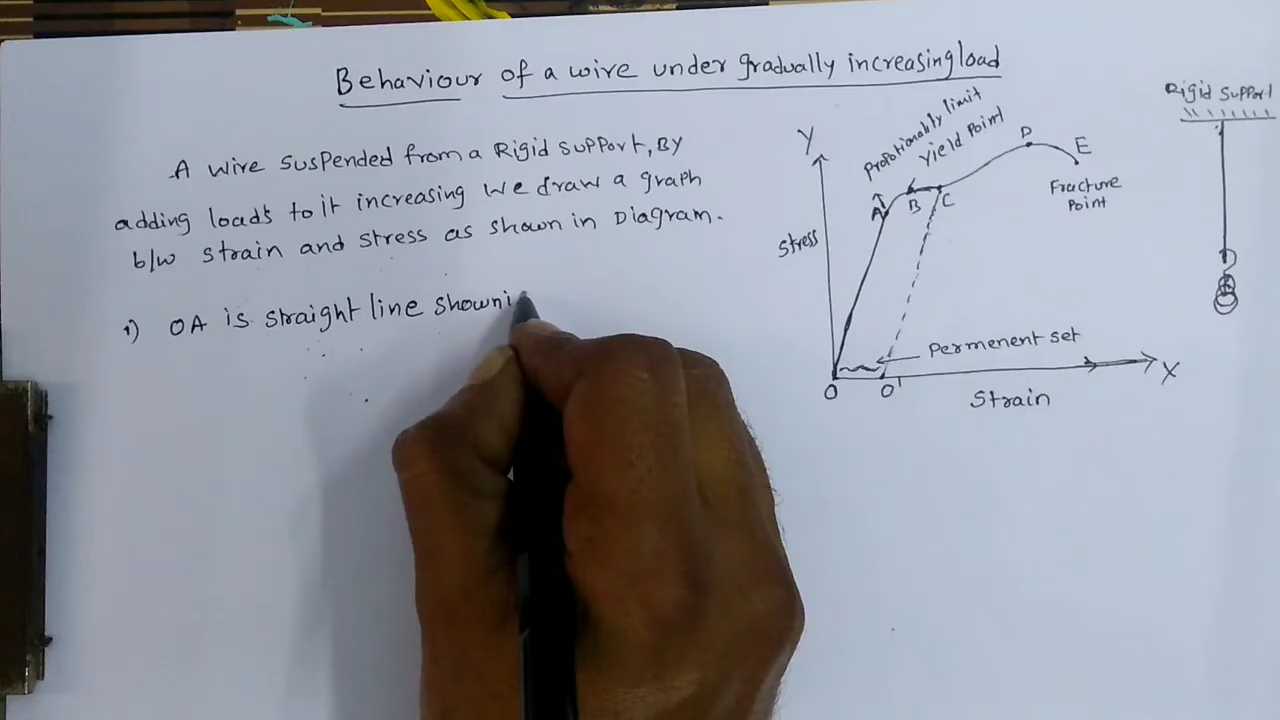 Behaviour of a wire under gradually increasing load
A wire suspended from a Rigid support, By
adding loads to it increasing we draw a graph
b/w strain and stress as shown in Diagram.
1) OA is straight line showni
Y
Stress
Propotionably limit
yield Point
A
B
C
D
E
Fracture
Point
Permenent set
O
O'
Strain
X
Rigid support